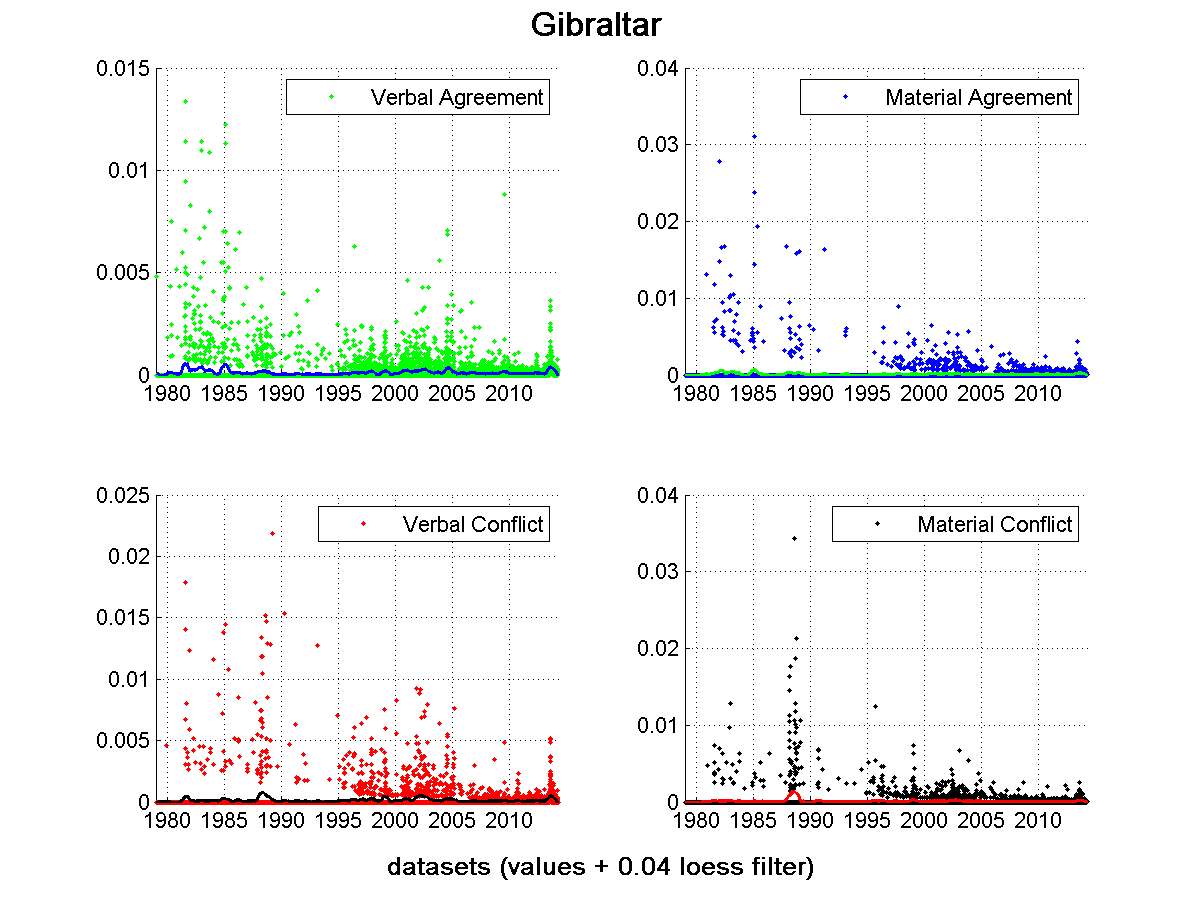 Gibraltar
0.015
0.01
0.005
0
1980 1985 1990 1995 2000 2005 2010
Verbal Agreement
0.04
0.03
0.02
0.01
0
1980 1985 1990 1995 2000 2005 2010
Material Agreement
0.025
0.02
0.015
0.01
0.005
0
1980 1985 1990 1995 2000 2005 2010
Verbal Conflict
0.04
0.03
0.02
0.01
0
1980 1985 1990 1995 2000 2005 2010
Material Conflict
datasets (values + 0.04 loess filter)